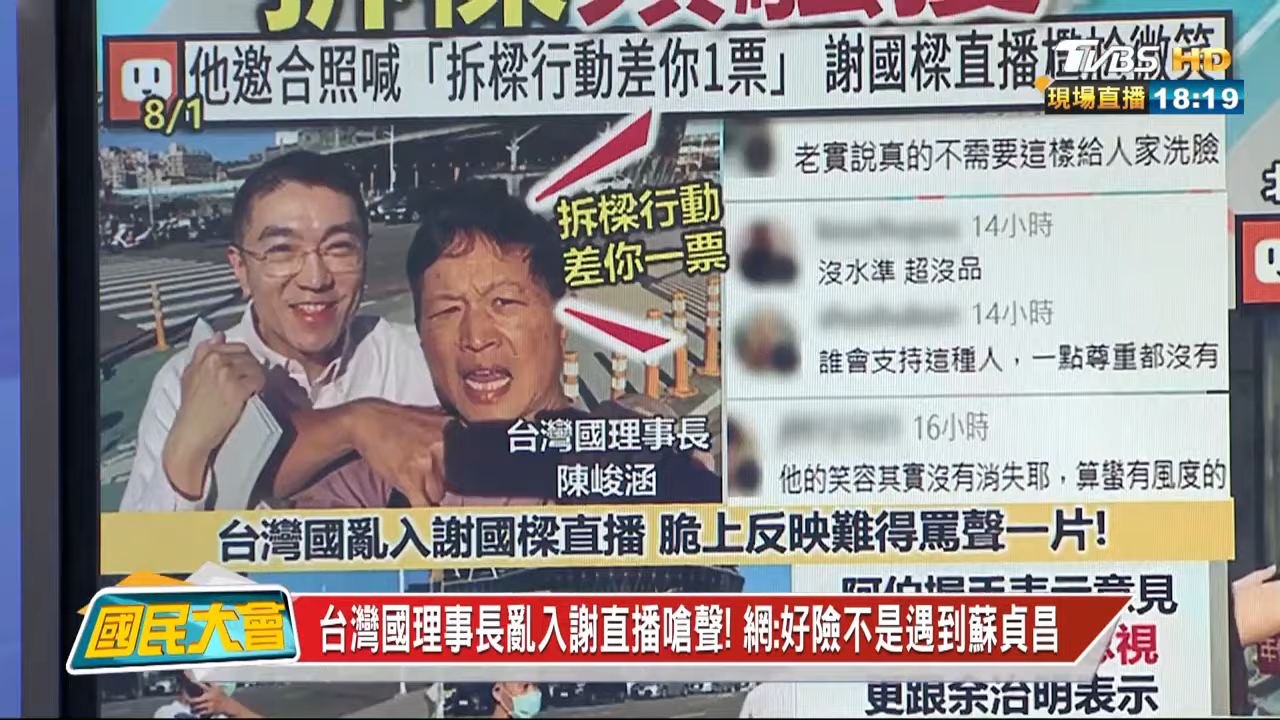 TVBS HD
現場直播 18:19
他邀合照喊「拆樑行動差你1票」 謝國樑直播尷尬微笑
8/1
老實說真的不需要這樣給人家洗臉
拆樑行動
差你一票
14小時
沒水準 超沒品
14小時
誰會支持這種人，一點尊重都沒有
16小時
他的笑容其實沒有消失耶，算蠻有風度的
台灣國理事長
陳峻涵
台灣國亂入謝國樑直播 脆上反映難得罵聲一片!
視
更跟余治明表示
國民大會
台灣國理事長亂入謝直播嗆聲! 網:好險不是遇到蘇貞昌